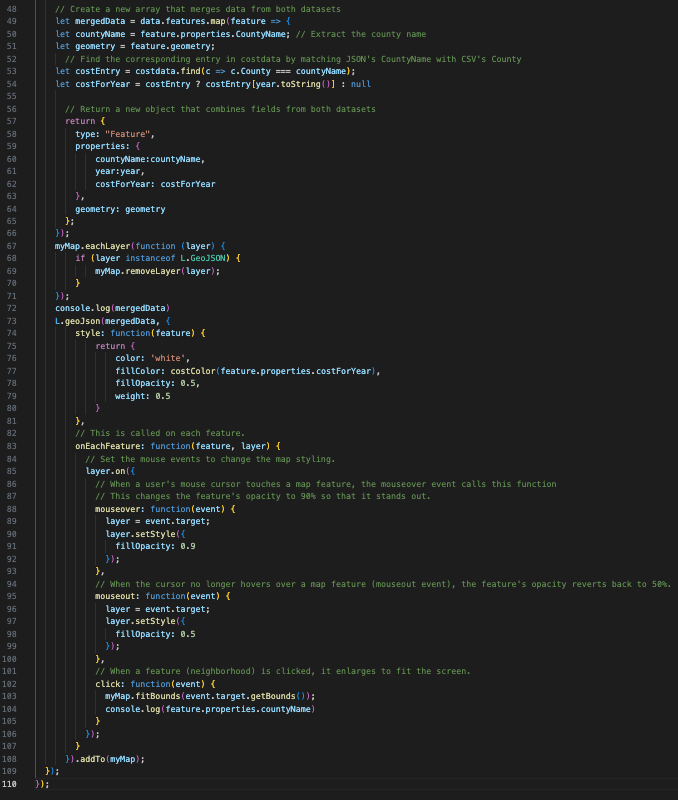 48 // Create a new array that merges data from both datasets
49 let mergedData = data.features.map(feature => {
50 let countyName = feature.properties.CountyName; // Extract the county name
51 let geometry = feature.geometry;
52 // Find the corresponding entry in costdata by matching JSON's CountyName with CSV's County
53 let costEntry = costdata.find(c => c.County === countyName);
54 let costForYear = costEntry ? costEntry[year.toString()] : null
55
56 // Return a new object that combines fields from both datasets
57 return {
58 type: "Feature",
59 properties: {
60 countyName:countyName,
61 year:year,
62 costForYear: costForYear
63 },
64 geometry: geometry
65 };
66 });
67 myMap.eachLayer(function (layer) {
68 if (layer instanceof L.GeoJSON) {
69 myMap.removeLayer(layer);
70 }
71 });
72 console.log(mergedData)
73 L.geoJson(mergedData, {
74 style: function(feature) {
75 return {
76 color: 'white',
77 fillColor: costColor(feature.properties.costForYear),
78 fillOpacity: 0.5,
79 weight: 0.5
80 }
81 },
82 // This is called on each feature.
83 onEachFeature: function(feature, layer) {
84 // Set the mouse events to change the map styling.
85 layer.on({
86 // When a user's mouse cursor touches a map feature, the mouseover event calls this function
87 // This changes the feature's opacity to 90% so that it stands out.
88 mouseover: function(event) {
89 layer = event.target;
90 layer.setStyle({
91 fillOpacity: 0.9
92 });
93 },
94 // When the cursor no longer hovers over a map feature (mouseout event), the feature's opacity reverts back to 50%.
95 mouseout: function(event) {
96 layer = event.target;
97 layer.setStyle({
98 fillOpacity: 0.5
99 });
100 },
101 // When a feature (neighborhood) is clicked, it enlarges to fit the screen.
102 click: function(event) {
103 myMap.fitBounds(event.target.getBounds());
104 console.log(feature.properties.countyName)
105 }
106 });
107 }
108 }).addTo(myMap);
109 });
110 });